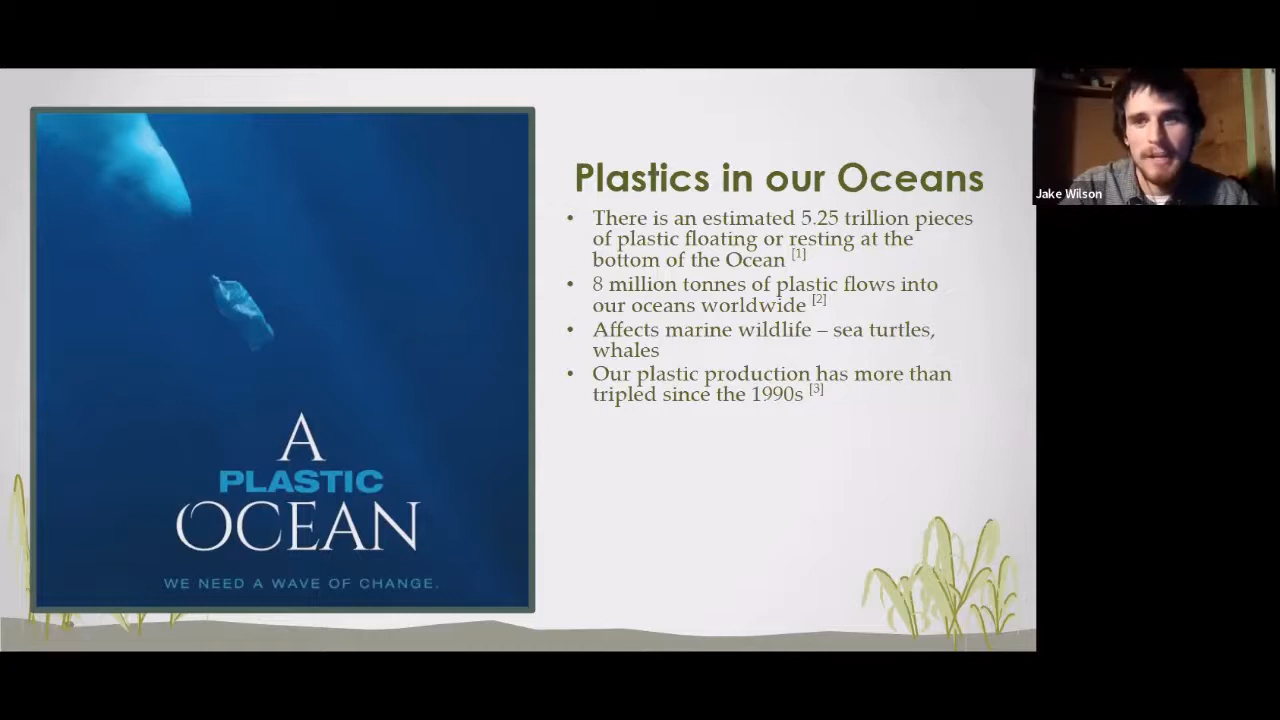 A
PLASTIC
OCEAN
WE NEED A WAVE OF CHANGE.
Plastics in our Oceans
• There is an estimated 5.25 trillion pieces
of plastic floating or resting at the
bottom of the Ocean [1]
• 8 million tonnes of plastic flows into
our oceans worldwide [2]
• Affects marine wildlife – sea turtles,
whales
• Our plastic production has more than
tripled since the 1990s [3]
Jake Wilson